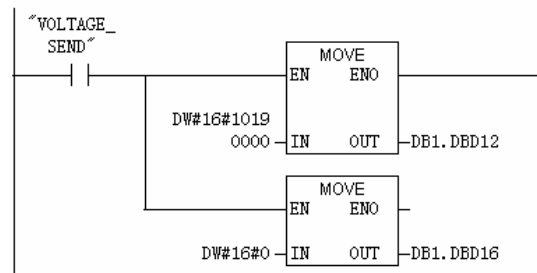 "VOLTAGE_
SEND"
MOVE
EN ENO
DW#16#1019
0000 IN OUT DB1.DBD12
MOVE
EN ENO
DW#16#0 IN OUT DB1.DBD16